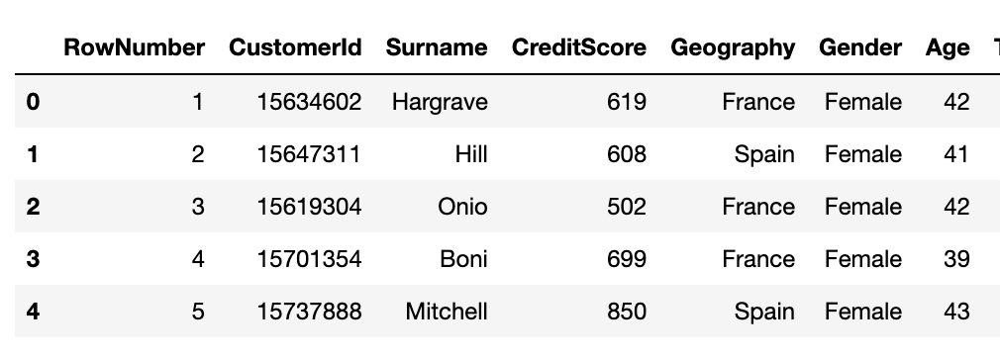 RowNumber CustomerId Surname CreditScore Geography Gender Age
0 1 15634602 Hargrave 619 France Female 42
1 2 15647311 Hill 608 Spain Female 41
2 3 15619304 Onio 502 France Female 42
3 4 15701354 Boni 699 France Female 39
4 5 15737888 Mitchell 850 Spain Female 43